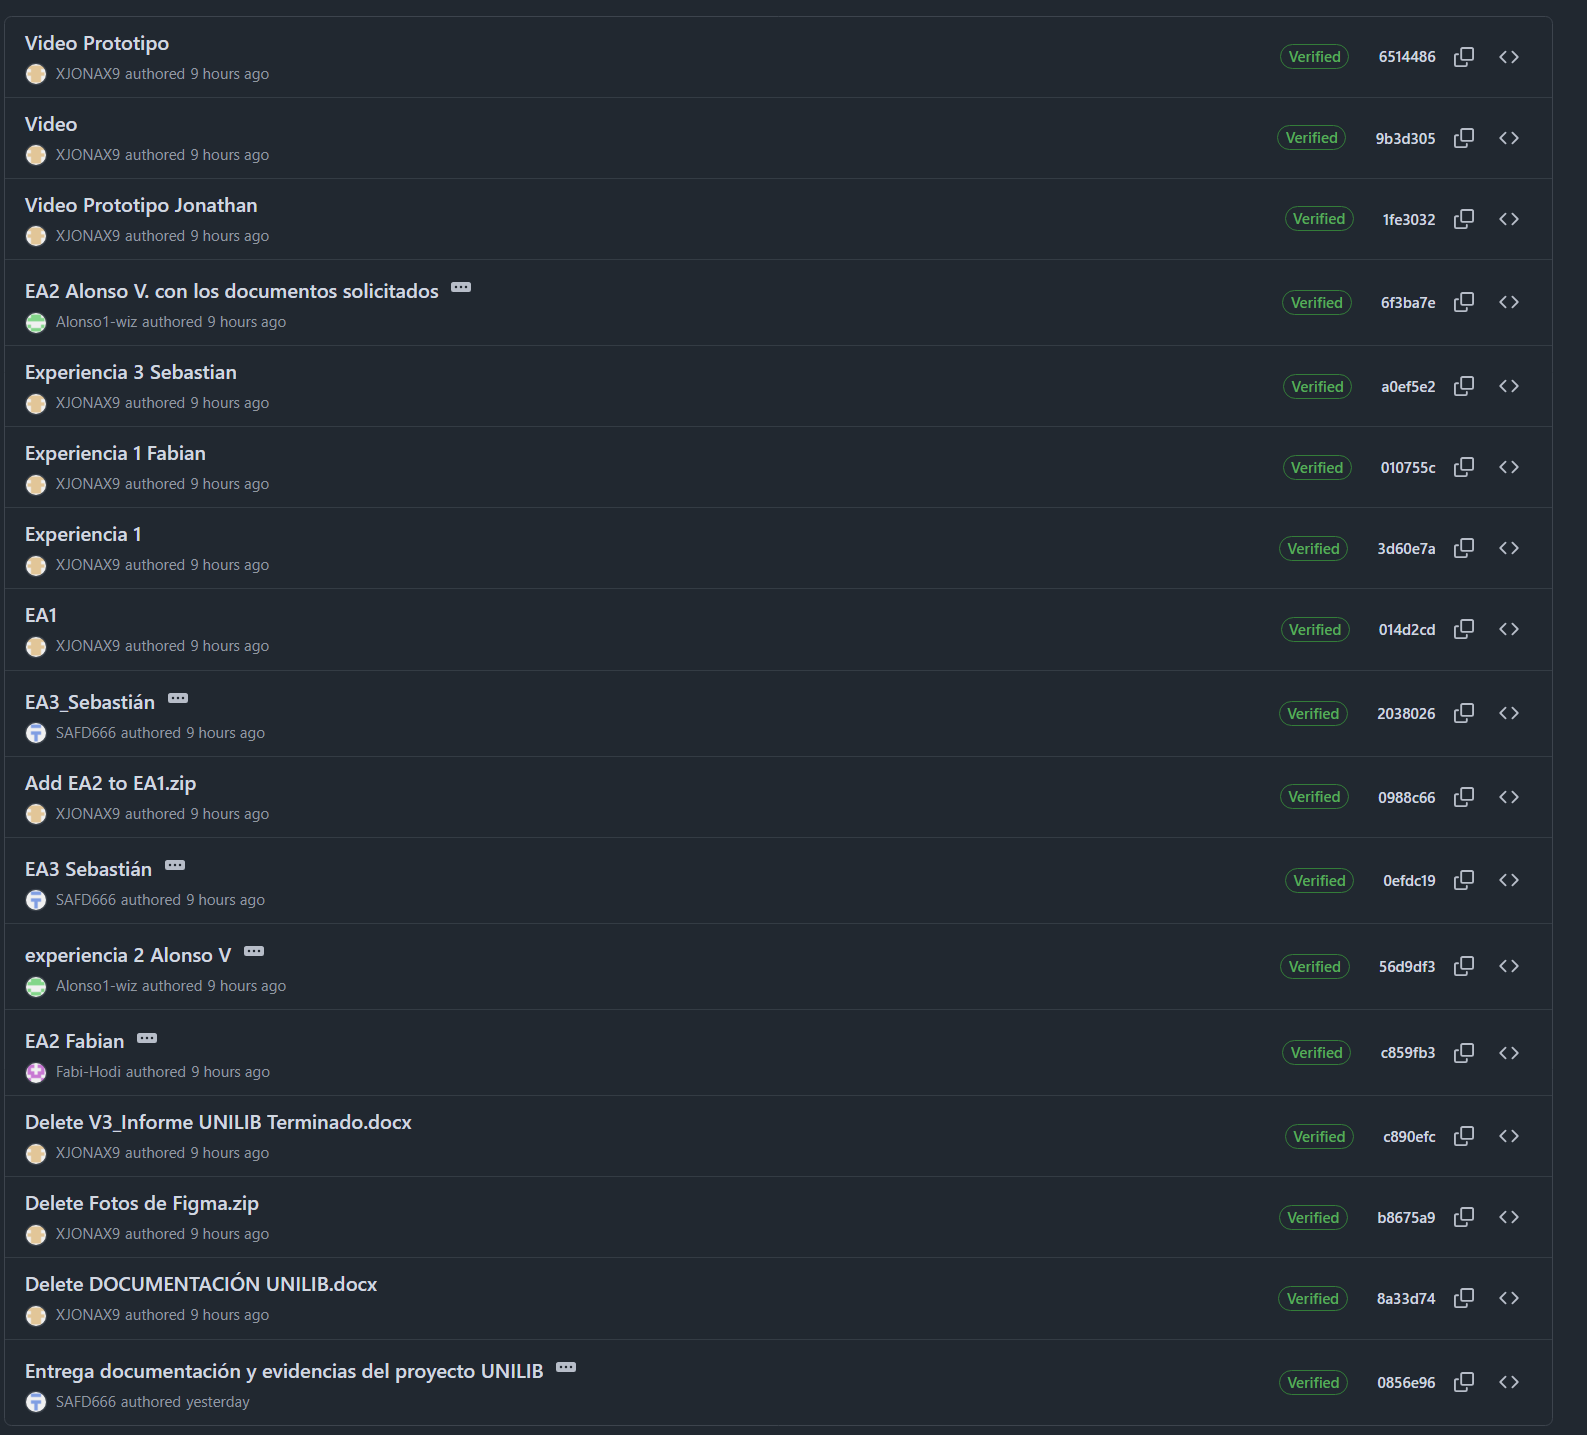 Video Prototipo
XJONAX9 authored 9 hours ago
Verified 6514486
Video
XJONAX9 authored 9 hours ago
Verified 9b3d305
Video Prototipo Jonathan
XJONAX9 authored 9 hours ago
Verified 1fe3032
EA2 Alonso V. con los documentos solicitados
Alonso1-wiz authored 9 hours ago
Verified 6f3ba7e
Experiencia 3 Sebastian
XJONAX9 authored 9 hours ago
Verified a0ef5e2
Experiencia 1 Fabian
XJONAX9 authored 9 hours ago
Verified 010755c
Experiencia 1
XJONAX9 authored 9 hours ago
Verified 3d60e7a
EA1
XJONAX9 authored 9 hours ago
Verified 014d2cd
EA3_Sebastián
SAFD666 authored 9 hours ago
Verified 2038026
Add EA2 to EA1.zip
XJONAX9 authored 9 hours ago
Verified 0988c66
EA3 Sebastián
SAFD666 authored 9 hours ago
Verified 0efdc19
experiencia 2 Alonso V
Alonso1-wiz authored 9 hours ago
Verified 56d9df3
EA2 Fabian
Fabi-Hodi authored 9 hours ago
Verified c859fb3
Delete V3_Informe UNILIB Terminado.docx
XJONAX9 authored 9 hours ago
Verified c890efc
Delete Fotos de Figma.zip
XJONAX9 authored 9 hours ago
Verified b8675a9
Delete DOCUMENTACIÓN UNILIB.docx
XJONAX9 authored 9 hours ago
Verified 8a33d74
Entrega documentación y evidencias del proyecto UNILIB
SAFD666 authored yesterday
Verified 0856e96